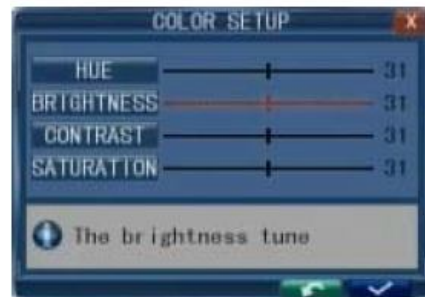 COLOR SETUP X
HUE 31
BRIGHTNESS 31
CONTRAST 31
SATURATION 31
The brightness tune